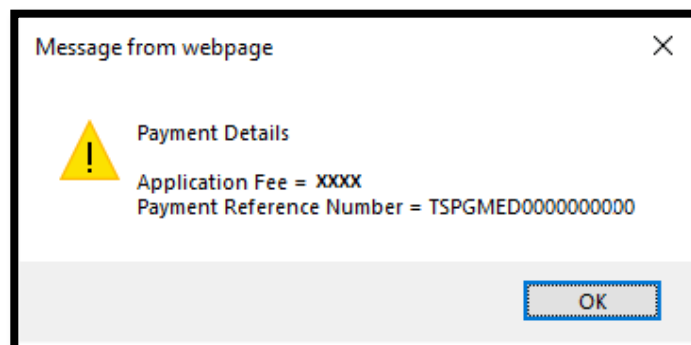 Message from webpage
Payment Details
Application Fee = XXXX
Payment Reference Number = TSPGMED0000000000
OK